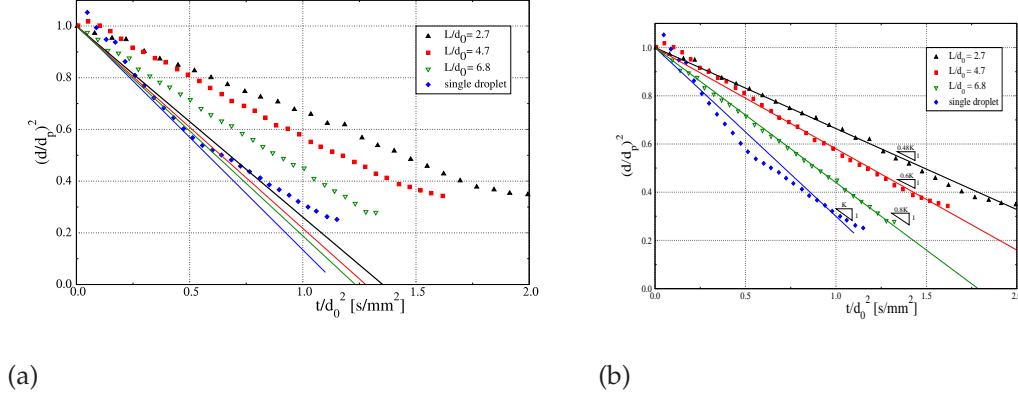 1.0
0.8
0.6
0.4
0.2
0.0
(d/d_p)^2
0.0
0.5
1.0
1.5
2.0
t/d_0^2 [s/mm^2]
L/d_0= 2.7
L/d_0= 4.7
L/d_0= 6.8
single droplet
(a)
1.0
0.8
0.6
0.4
0.2
0.0
(d/d_p)^2
0.0
0.5
1.0
1.5
2.0
t/d_0^2 [s/mm^2]
L/d_0 = 2.7
L/d_0 = 4.7
L/d_0 = 6.8
single droplet
0.48K
1
0.6K
1
K
1
0.8K
1
(b)